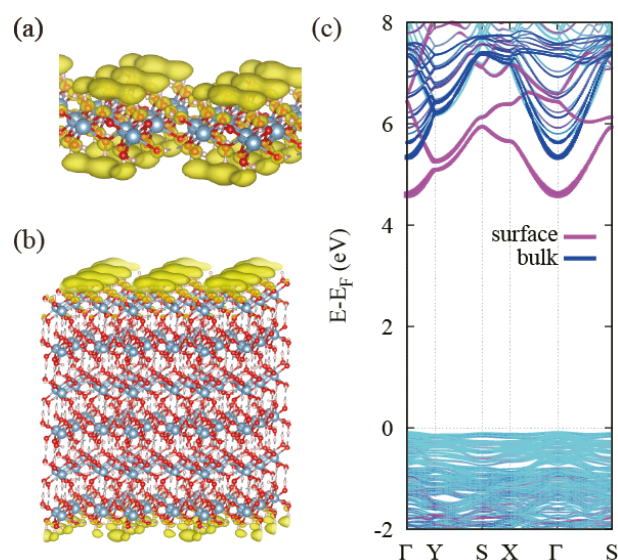 (a)
(b)
(c)
8
6
4
2
0
-2
E-E_F (eV)
surface
bulk
Γ Y S X Γ S